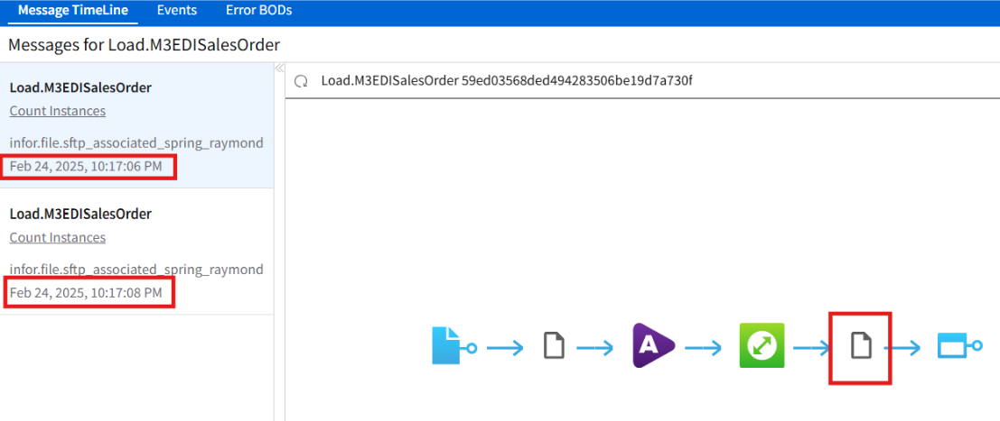 Message TimeLine Events Error BODs
Messages for Load.M3EDISalesOrder
Load.M3EDISalesOrder
Count Instances
infor.file.sftp_associated_spring_raymond
Feb 24, 2025, 10:17:06 PM
Load.M3EDISalesOrder
Count Instances
infor.file.sftp_associated_spring_raymond
Feb 24, 2025, 10:17:08 PM
Load.M3EDISalesOrder 59ed03568ded494283506be19d7a730f
A